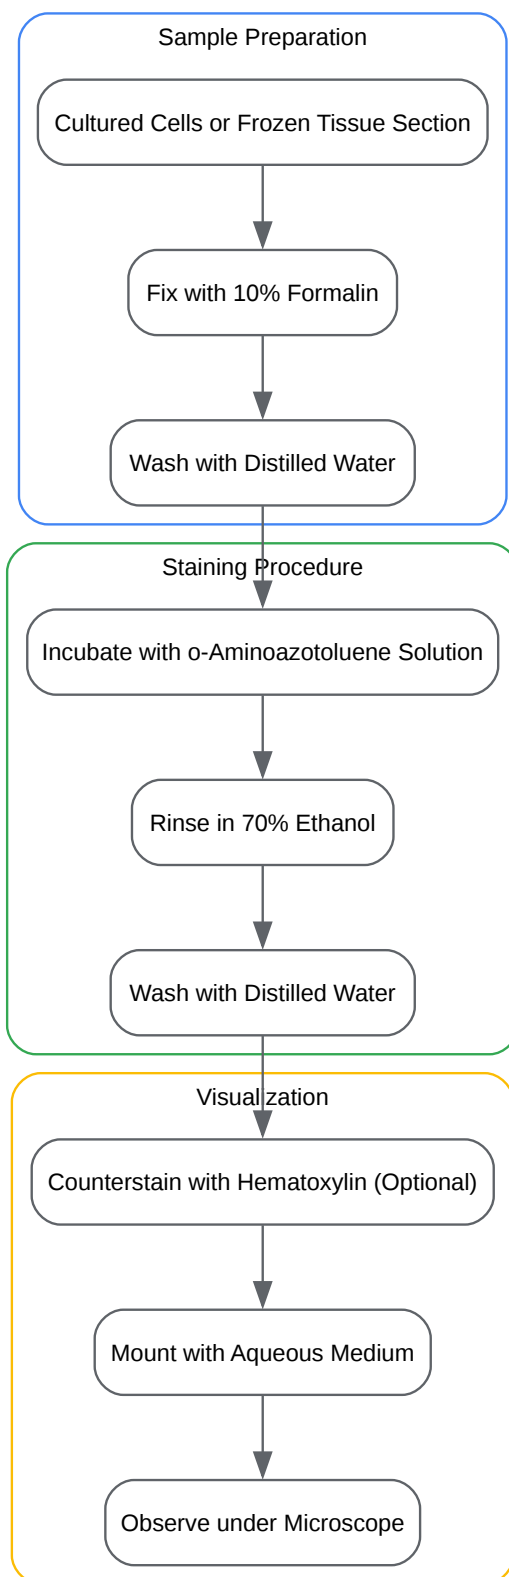 Sample Preparation
Cultured Cells or Frozen Tissue Section
Fix with 10% Formalin
Wash with Distilled Water
Staining Procedure
Incubate with o-Aminoazotoluene Solution
Rinse in 70% Ethanol
Wash with Distilled Water
Visualization
Counterstain with Hematoxylin (Optional)
Mount with Aqueous Medium
Observe under Microscope